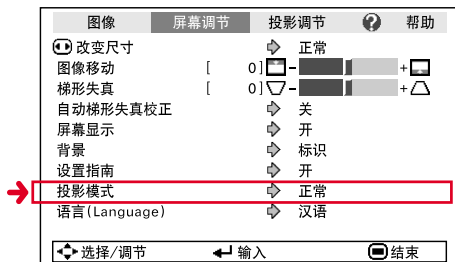 图像 屏幕调节 投影调节 ? 帮助
改变尺寸 正常
图像移动 [ 0] - +
梯形失真 [ 0] - +
自动梯形失真校正 关
屏幕显示 开
背景 标识
设置指南 开
投影模式 正常
语言(Language) 汉语
选择/调节 输入 结束